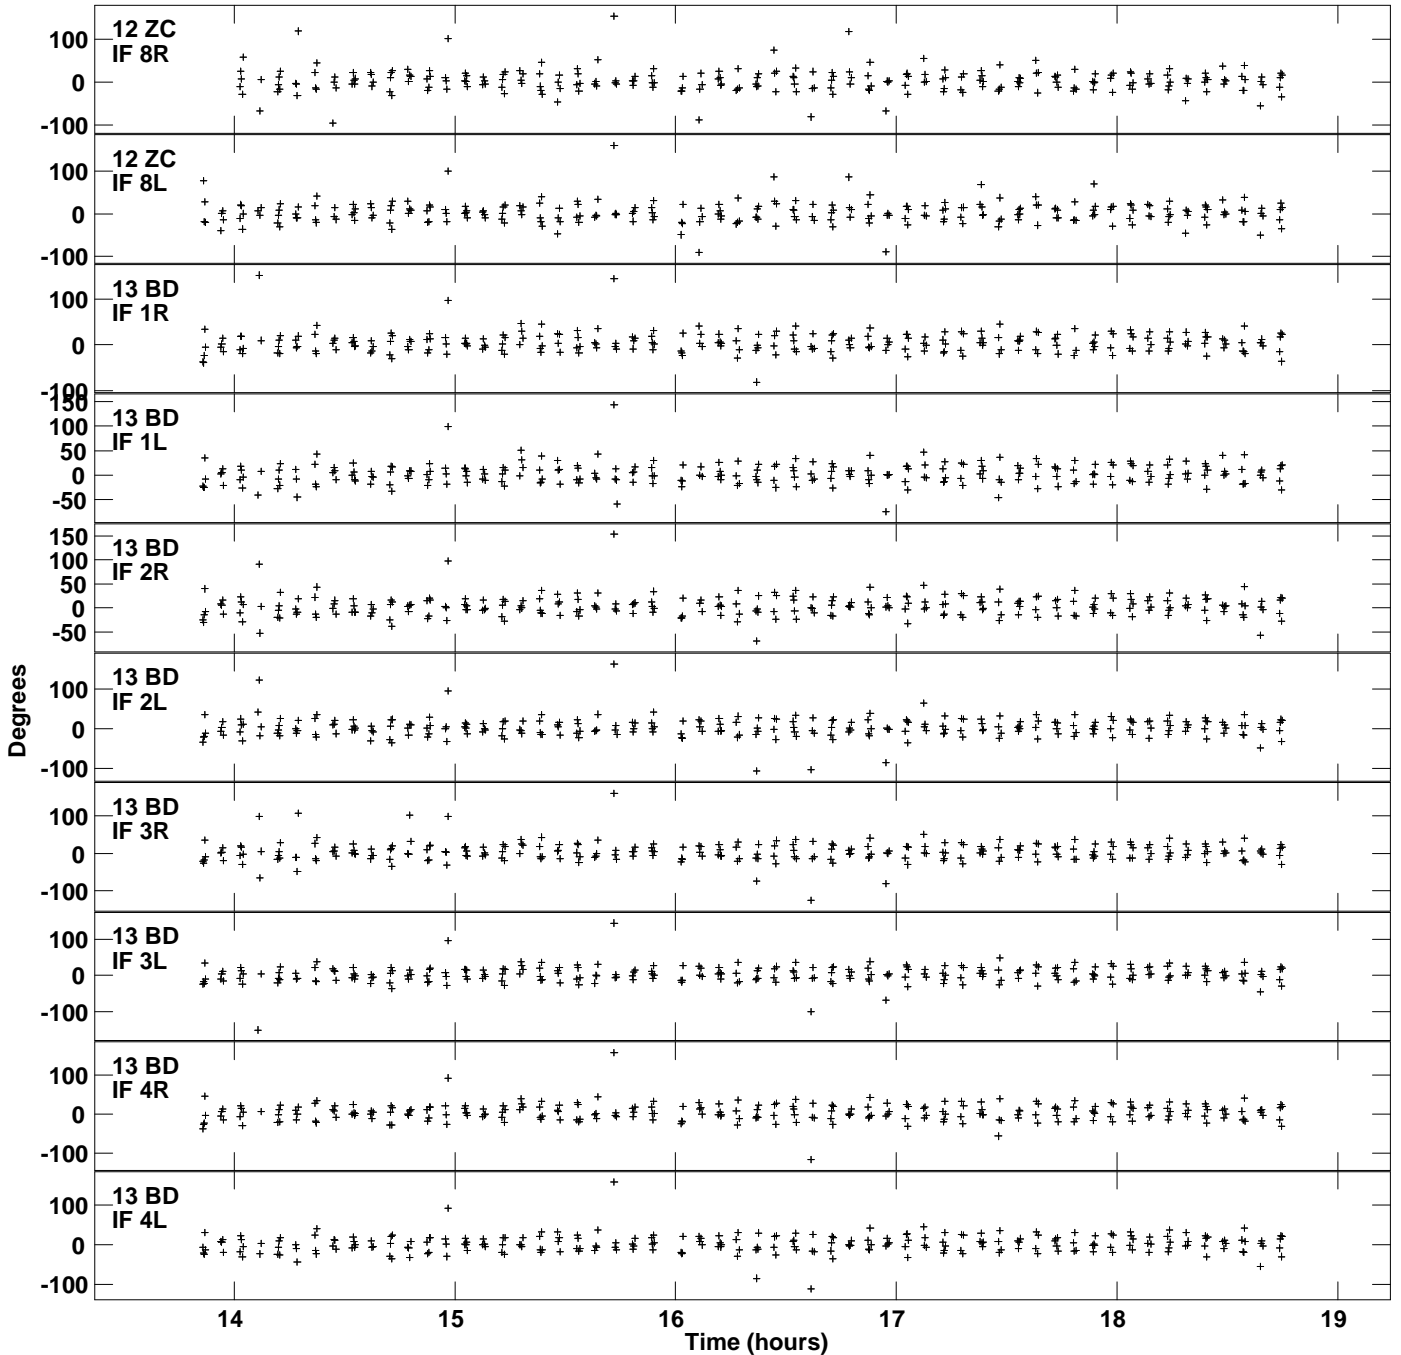 12 ZC
IF 8R
100
0
-100
12 ZC
IF 8L
100
0
-100
13 BD
IF 1R
100
0
-100
13 BD
IF 1L
150
100
50
0
-50
13 BD
IF 2R
150
100
50
0
-50
13 BD
IF 2L
100
0
-100
13 BD
IF 3R
100
0
-100
13 BD
IF 3L
100
0
-100
13 BD
IF 4R
100
0
-100
13 BD
IF 4L
100
0
-100
Degrees
14 15 16 17 18 19
Time (hours)